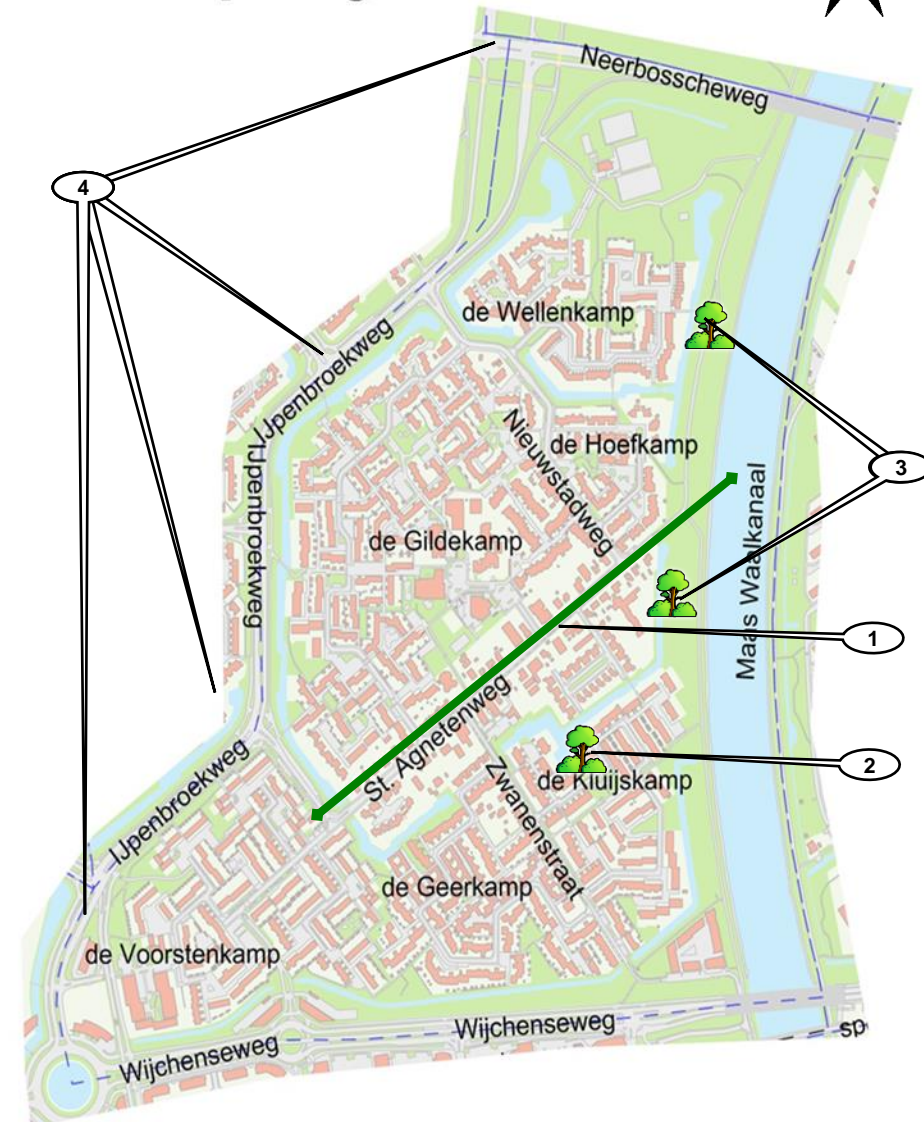 Neerbosscheweg
4
de Wellenkamp
IJpenbroekweg
Nieuwstadweg
de Hoefkamp
3
IJpenbroekweg
de Gildekamp
Maas Waalkanaal
1
St. Agnetenweg
IJpenbroekweg
2
de Kluijskamp
Zwanenstraat
de Geerkamp
de Voorstenkamp
Wijchenseweg
Wijchenseweg
sp